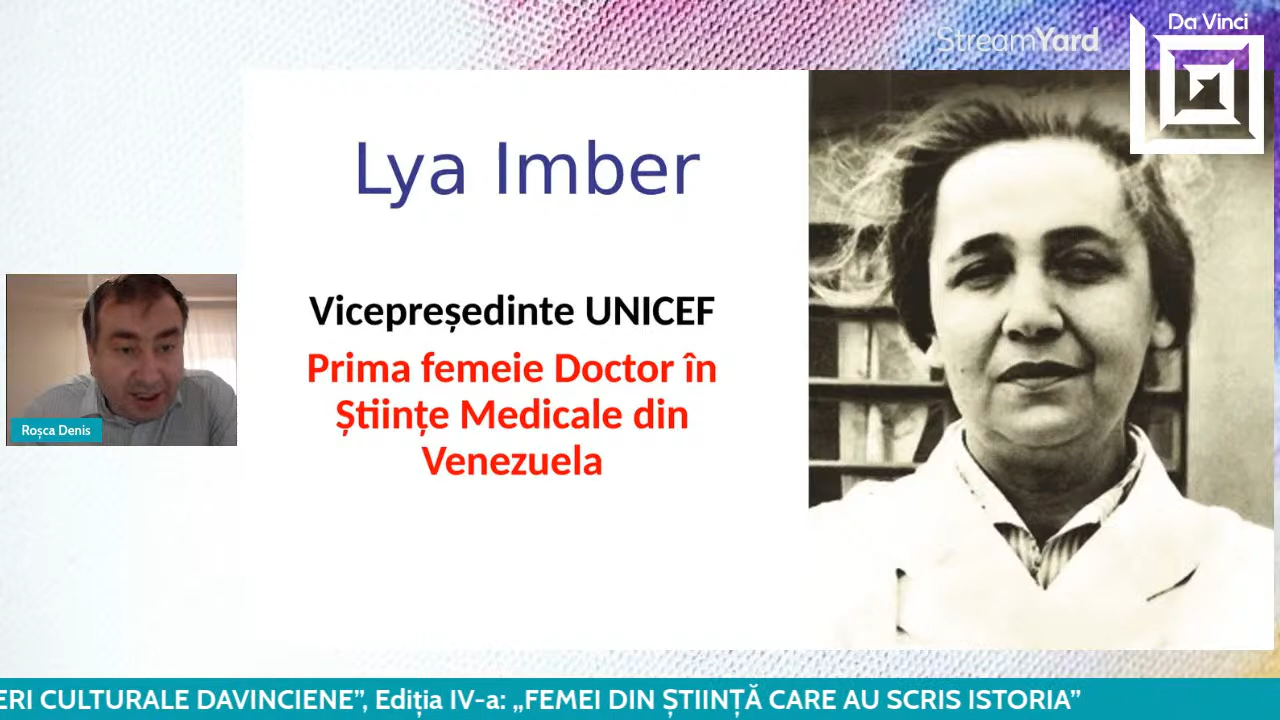 StreamYard
Da Vinci
Lya Imber
Vicepreședinte UNICEF
Prima femeie Doctor în
Științe Medicale din
Venezuela
Roșca Denis
ERI CULTURALE DAVINCIENE”, Ediția IV-a: „FEMEI DIN ȘTIINȚĂ CARE AU SCRIS ISTORIA”